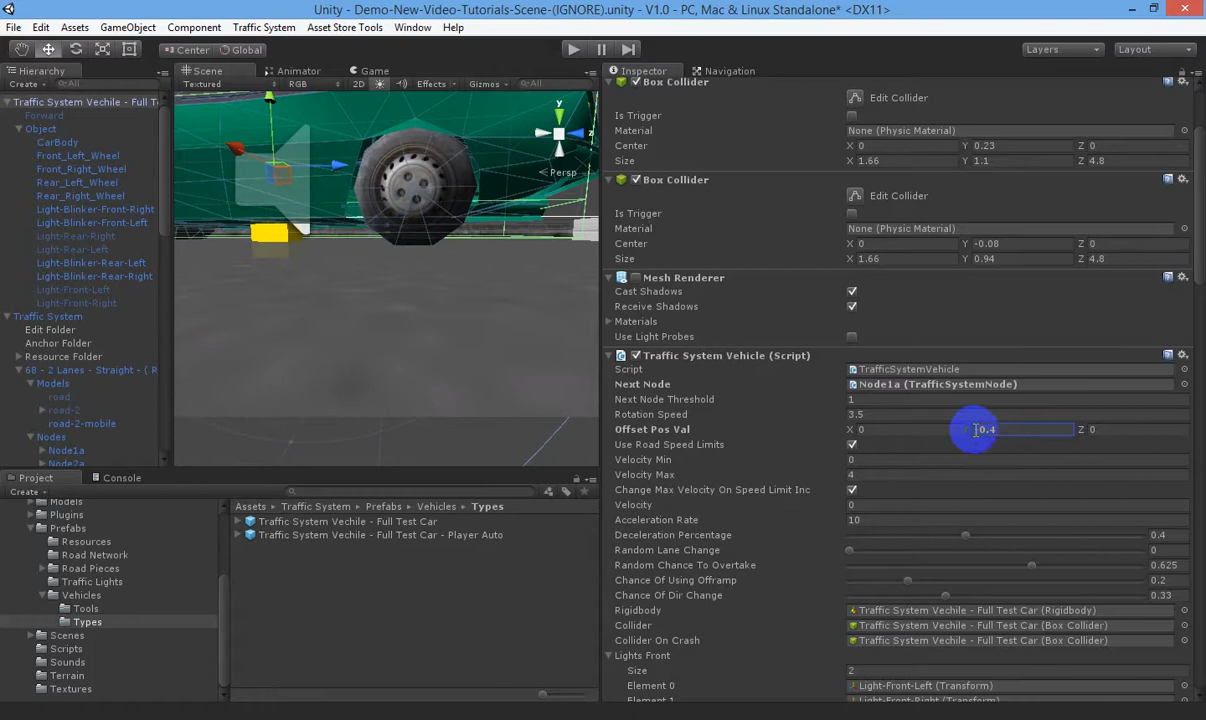 Unity - Demo-New-Video-Tutorials-Scene-(IGNORE).unity - V1.0 - PC, Mac & Linux Standalone* <DX11>
File Edit Assets GameObject Component Traffic System Asset Store Tools Window Help
Center Global Layers Layout
Hierarchy
Create All
Traffic System Vechile - Full T
Forward
Object
CarBody
Front_Left_Wheel
Front_Right_Wheel
Rear_Left_Wheel
Rear_Right_Wheel
Light-Blinker-Front-Right
Light-Blinker-Front-Left
Light-Rear-Right
Light-Rear-Left
Light-Blinker-Rear-Left
Light-Blinker-Rear-Right
Light-Front-Left
Light-Front-Right
Traffic System
Edit Folder
Anchor Folder
Resource Folder
68 - 2 Lanes - Straight - ( R
Models
road
road-2
road-2-mobile
Nodes
Node1a
Node2a
Scene Animator Game
Textured RGB 2D Effects Gizmos All
y
z
Persp
Project Console
Create
Models
Plugins
Prefabs
Resources
Road Network
Road Pieces
Traffic Lights
Vehicles
Tools
Types
Scenes
Scripts
Sounds
Terrain
Textures
Assets Traffic System Prefabs Vehicles Types
Traffic System Vechile - Full Test Car
Traffic System Vechile - Full Test Car - Player Auto
Inspector Navigation
Box Collider
Edit Collider
Is Trigger
Material None (Physic Material)
Center X 0 Y 0.23 Z 0
Size X 1.66 Y 1.1 Z 4.8
Box Collider
Edit Collider
Is Trigger
Material None (Physic Material)
Center X 0 Y -0.08 Z 0
Size X 1.66 Y 0.94 Z 4.8
Mesh Renderer
Cast Shadows
Receive Shadows
Materials
Use Light Probes
Traffic System Vehicle (Script)
Script TrafficSystemVehicle
Next Node Node1a (TrafficSystemNode)
Next Node Threshold 1
Rotation Speed 3.5
Offset Pos Val X 0 Y -0.4 Z 0
Use Road Speed Limits
Velocity Min 0
Velocity Max 4
Change Max Velocity On Speed Limit Inc
Velocity 0
Acceleration Rate 10
Deceleration Percentage 0.4
Random Lane Change 0
Random Chance To Overtake 0.625
Chance Of Using Offramp 0.2
Chance Of Dir Change 0.33
Rigidbody Traffic System Vechile - Full Test Car (Rigidbody)
Collider Traffic System Vechile - Full Test Car (Box Collider)
Collider On Crash Traffic System Vechile - Full Test Car (Box Collider)
Lights Front
Size 2
Element 0 Light-Front-Left (Transform)
Element 1 Light-Front-Right (Transform)